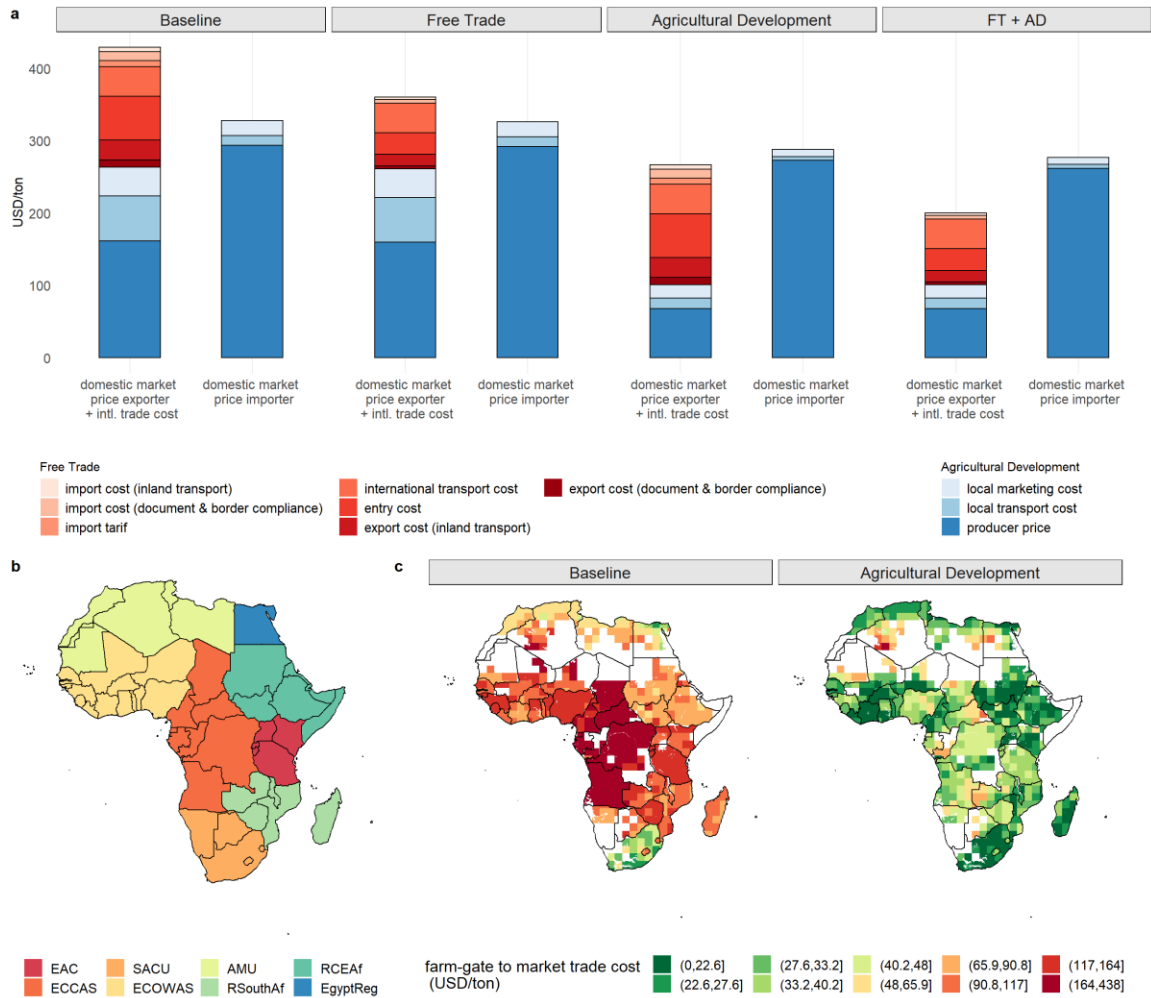 a
Baseline
Free Trade
Agricultural Development
FT + AD
USD/ton
400
300
200
100
0
domestic market
price exporter
+ intl. trade cost
domestic market
price importer
domestic market
price exporter
+ intl. trade cost
domestic market
price importer
domestic market
price exporter
+ intl. trade cost
domestic market
price importer
domestic market
price exporter
+ intl. trade cost
domestic market
price importer
Free Trade
import cost (inland transport)
import cost (document & border compliance)
import tarif
international transport cost
entry cost
export cost (inland transport)
export cost (document & border compliance)
Agricultural Development
local marketing cost
local transport cost
producer price
b
EAC
ECCAS
SACU
ECOWAS
AMU
RSouthAf
RCEAf
EgyptReg
c
Baseline
Agricultural Development
farm-gate to market trade cost
(USD/ton)
(0,22.6]
(22.6,27.6]
(27.6,33.2]
(33.2,40.2]
(40.2,48]
(48,65.9]
(65.9,90.8]
(90.8,117]
(117,164]
(164,438]